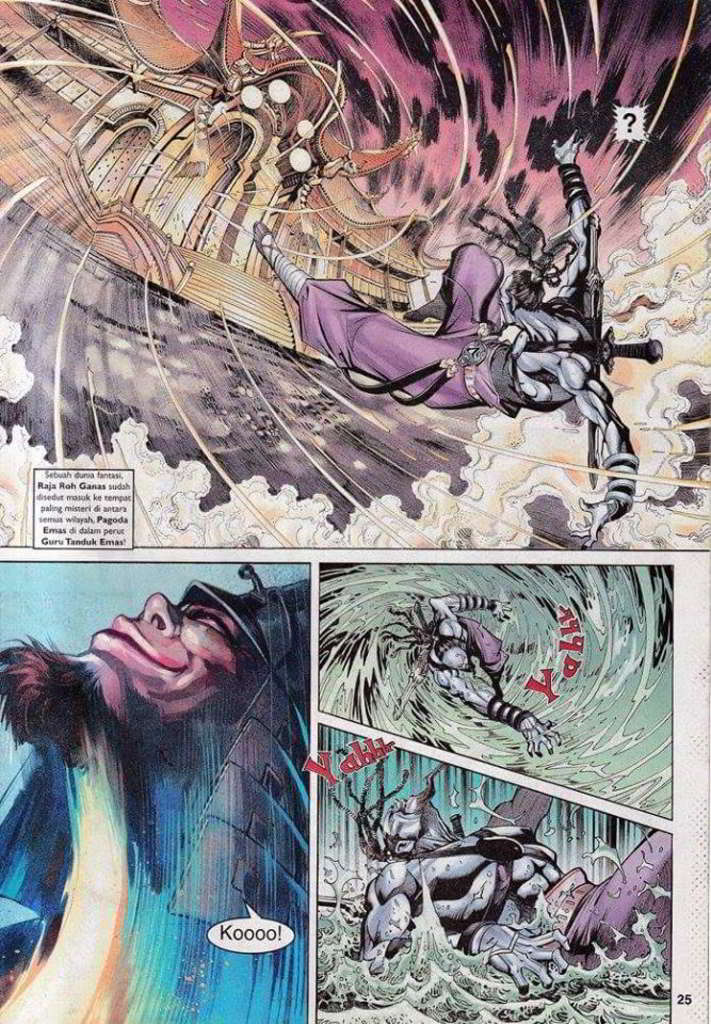 ?
Sebuah dunia fantasi,
Raja Roh Ganas sudah
disedut masuk ke tempat
paling misteri di antara
semua wilayah, Pagoda
Emas di dalam perut
Guru Tanduk Emas!
Yahh
Yahhh
Koooo!
25